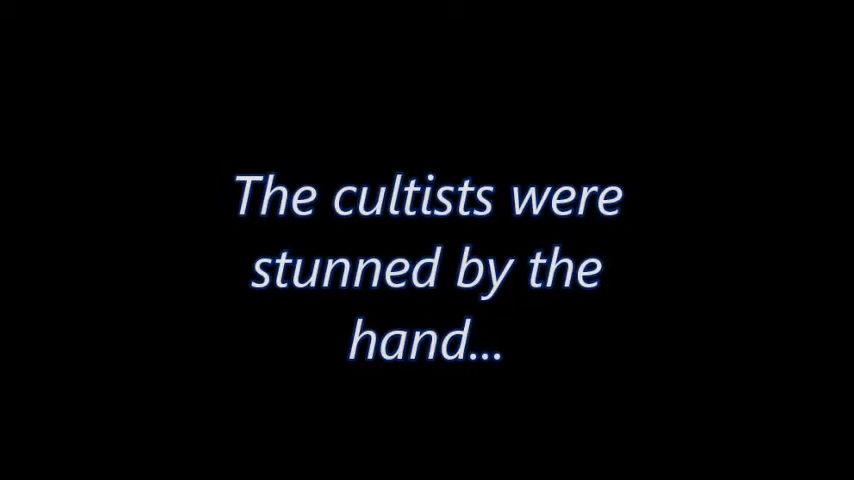 The cultists were
stunned by the
hand...